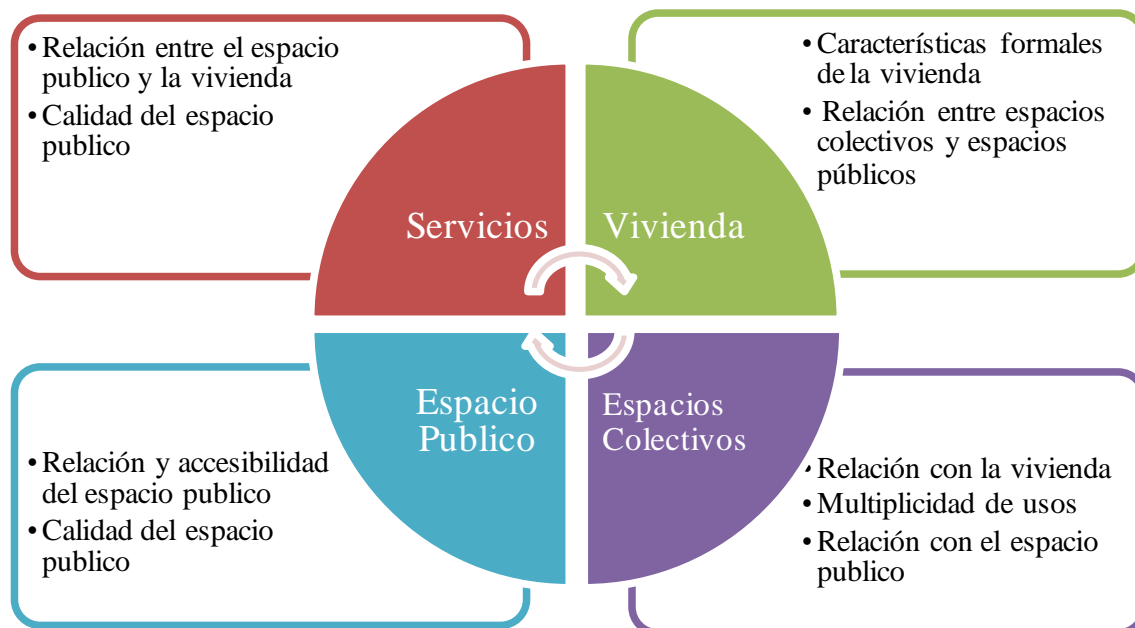 • Relación entre el espacio
publico y la vivienda
• Calidad del espacio
publico
• Características formales
de la vivienda
• Relación entre espacios
colectivos y espacios
públicos
Servicios
Vivienda
Espacio
Publico
Espacios
Colectivos
• Relación y accesibilidad
del espacio publico
• Calidad del espacio
publico
• Relación con la vivienda
• Multiplicidad de usos
• Relación con el espacio
publico